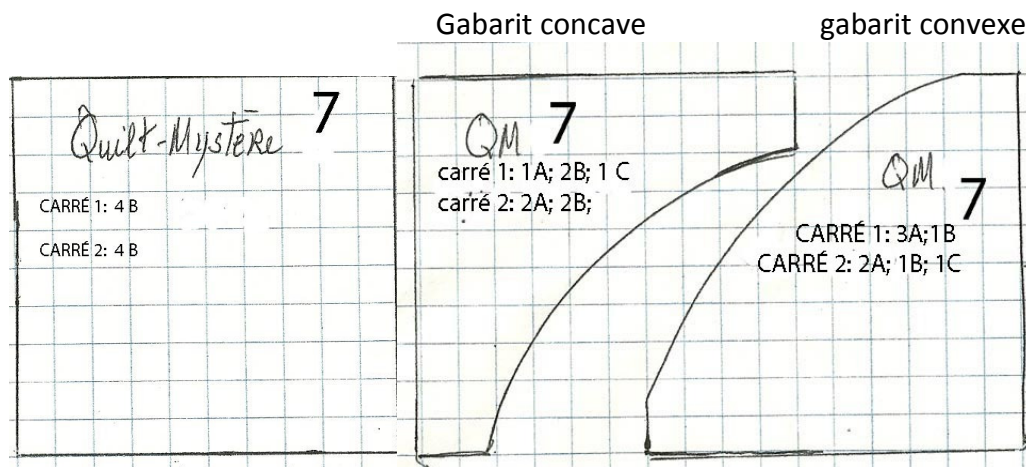 Gabarit concave
gabarit convexe
Quilt-Mystère 7
CARRÉ 1: 4 B
CARRÉ 2: 4 B
QM 7
carré 1: 1A; 2B; 1 C
carré 2: 2A; 2B;
QM 7
CARRÉ 1: 3A;1B
CARRÉ 2: 2A; 1B; 1C